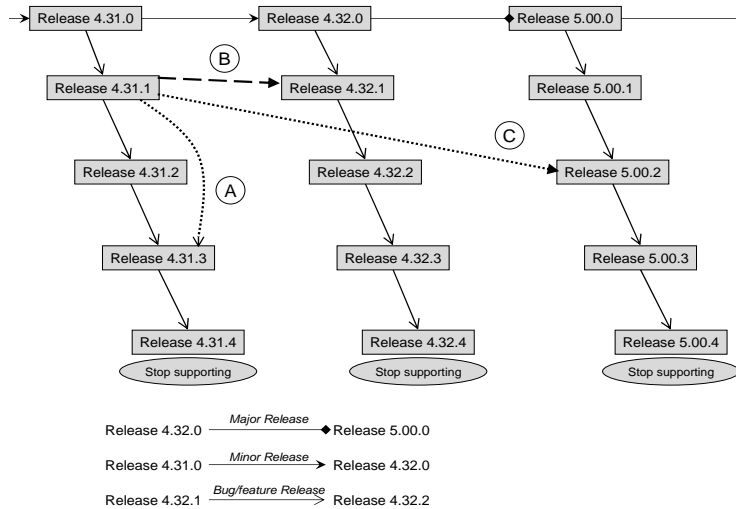 Release 4.31.0 Release 4.32.0 Release 5.00.0
B
Release 4.31.1 Release 4.32.1 Release 5.00.1
C
Release 4.31.2 A Release 4.32.2 Release 5.00.2
Release 4.31.3 Release 4.32.3 Release 5.00.3
Release 4.31.4 Release 4.32.4 Release 5.00.4
Stop supporting Stop supporting Stop supporting
Release 4.32.0 Major Release Release 5.00.0
Release 4.31.0 Minor Release Release 4.32.0
Release 4.32.1 Bug/feature Release Release 4.32.2